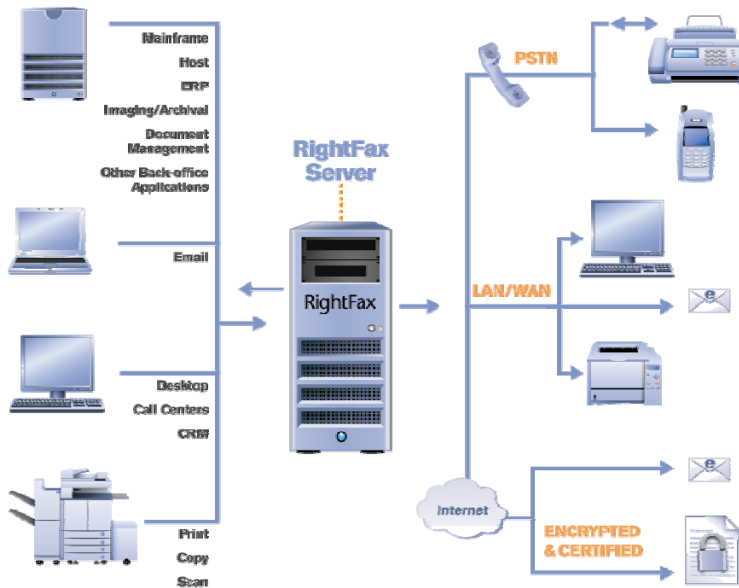 Mainframe
Host
ERP
Imaging/Archival
Document
Management
Other Back-office
Applications
Email
Desktop
Call Centers
CRM
Print
Copy
Scan
RightFax
Server
RightFax
PSTN
LAN/WAN
e
Internet
e
ENCRYPTED
& CERTIFIED